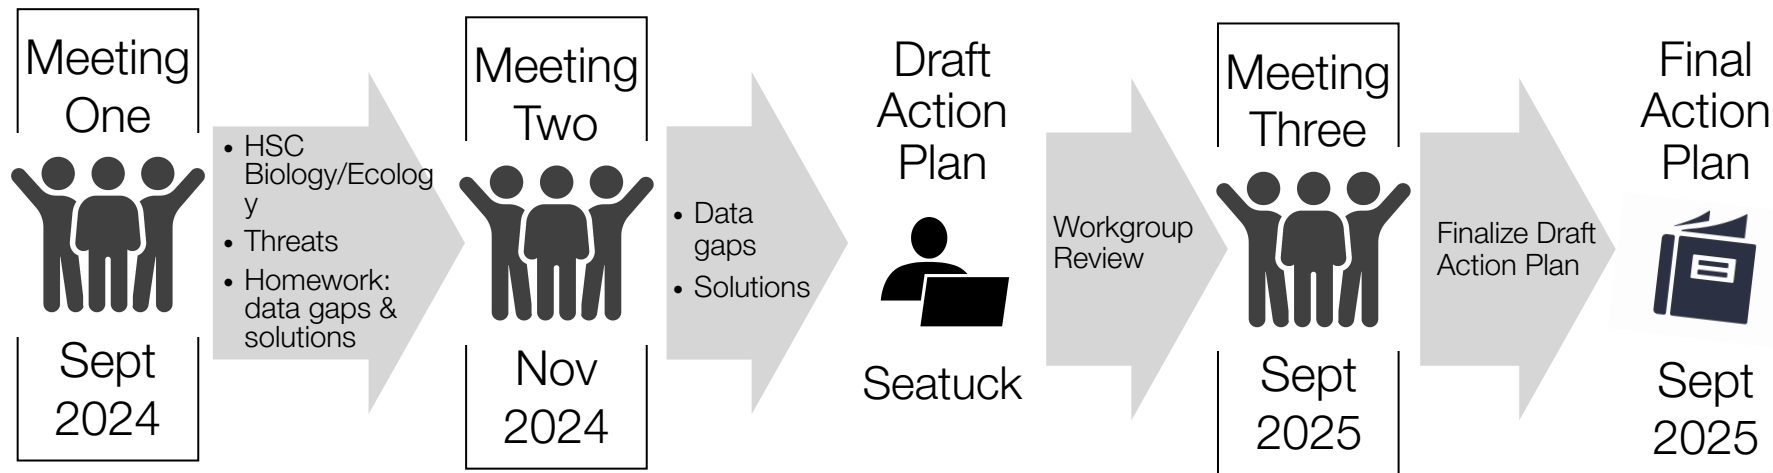 Meeting
One
Sept
2024
• HSC
Biology/Ecolog
y
• Threats
• Homework:
data gaps &
solutions
Meeting
Two
Nov
2024
• Data
gaps
• Solutions
Draft
Action
Plan
Seatuck
Workgroup
Review
Meeting
Three
Sept
2025
Finalize Draft
Action Plan
Final
Action
Plan
Sept
2025